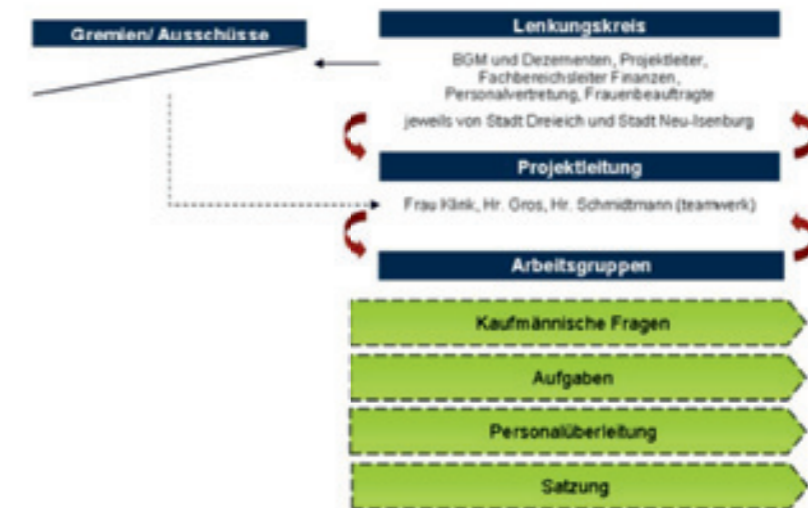 Gremien/ Ausschüsse
Lenkungskreis
BGM und Dezernenten, Projektleiter,
Fachbereichsleiter Finanzen,
Personalvertretung, Frauenbeauftragte
jeweils von Stadt Dreieich und Stadt Neu-Isenburg
Projektleitung
Frau Klink, Hr. Gros, Hr. Schmidtmann (teamwerk)
Arbeitsgruppen
Kaufmännische Fragen
Aufgaben
Personalüberleitung
Satzung